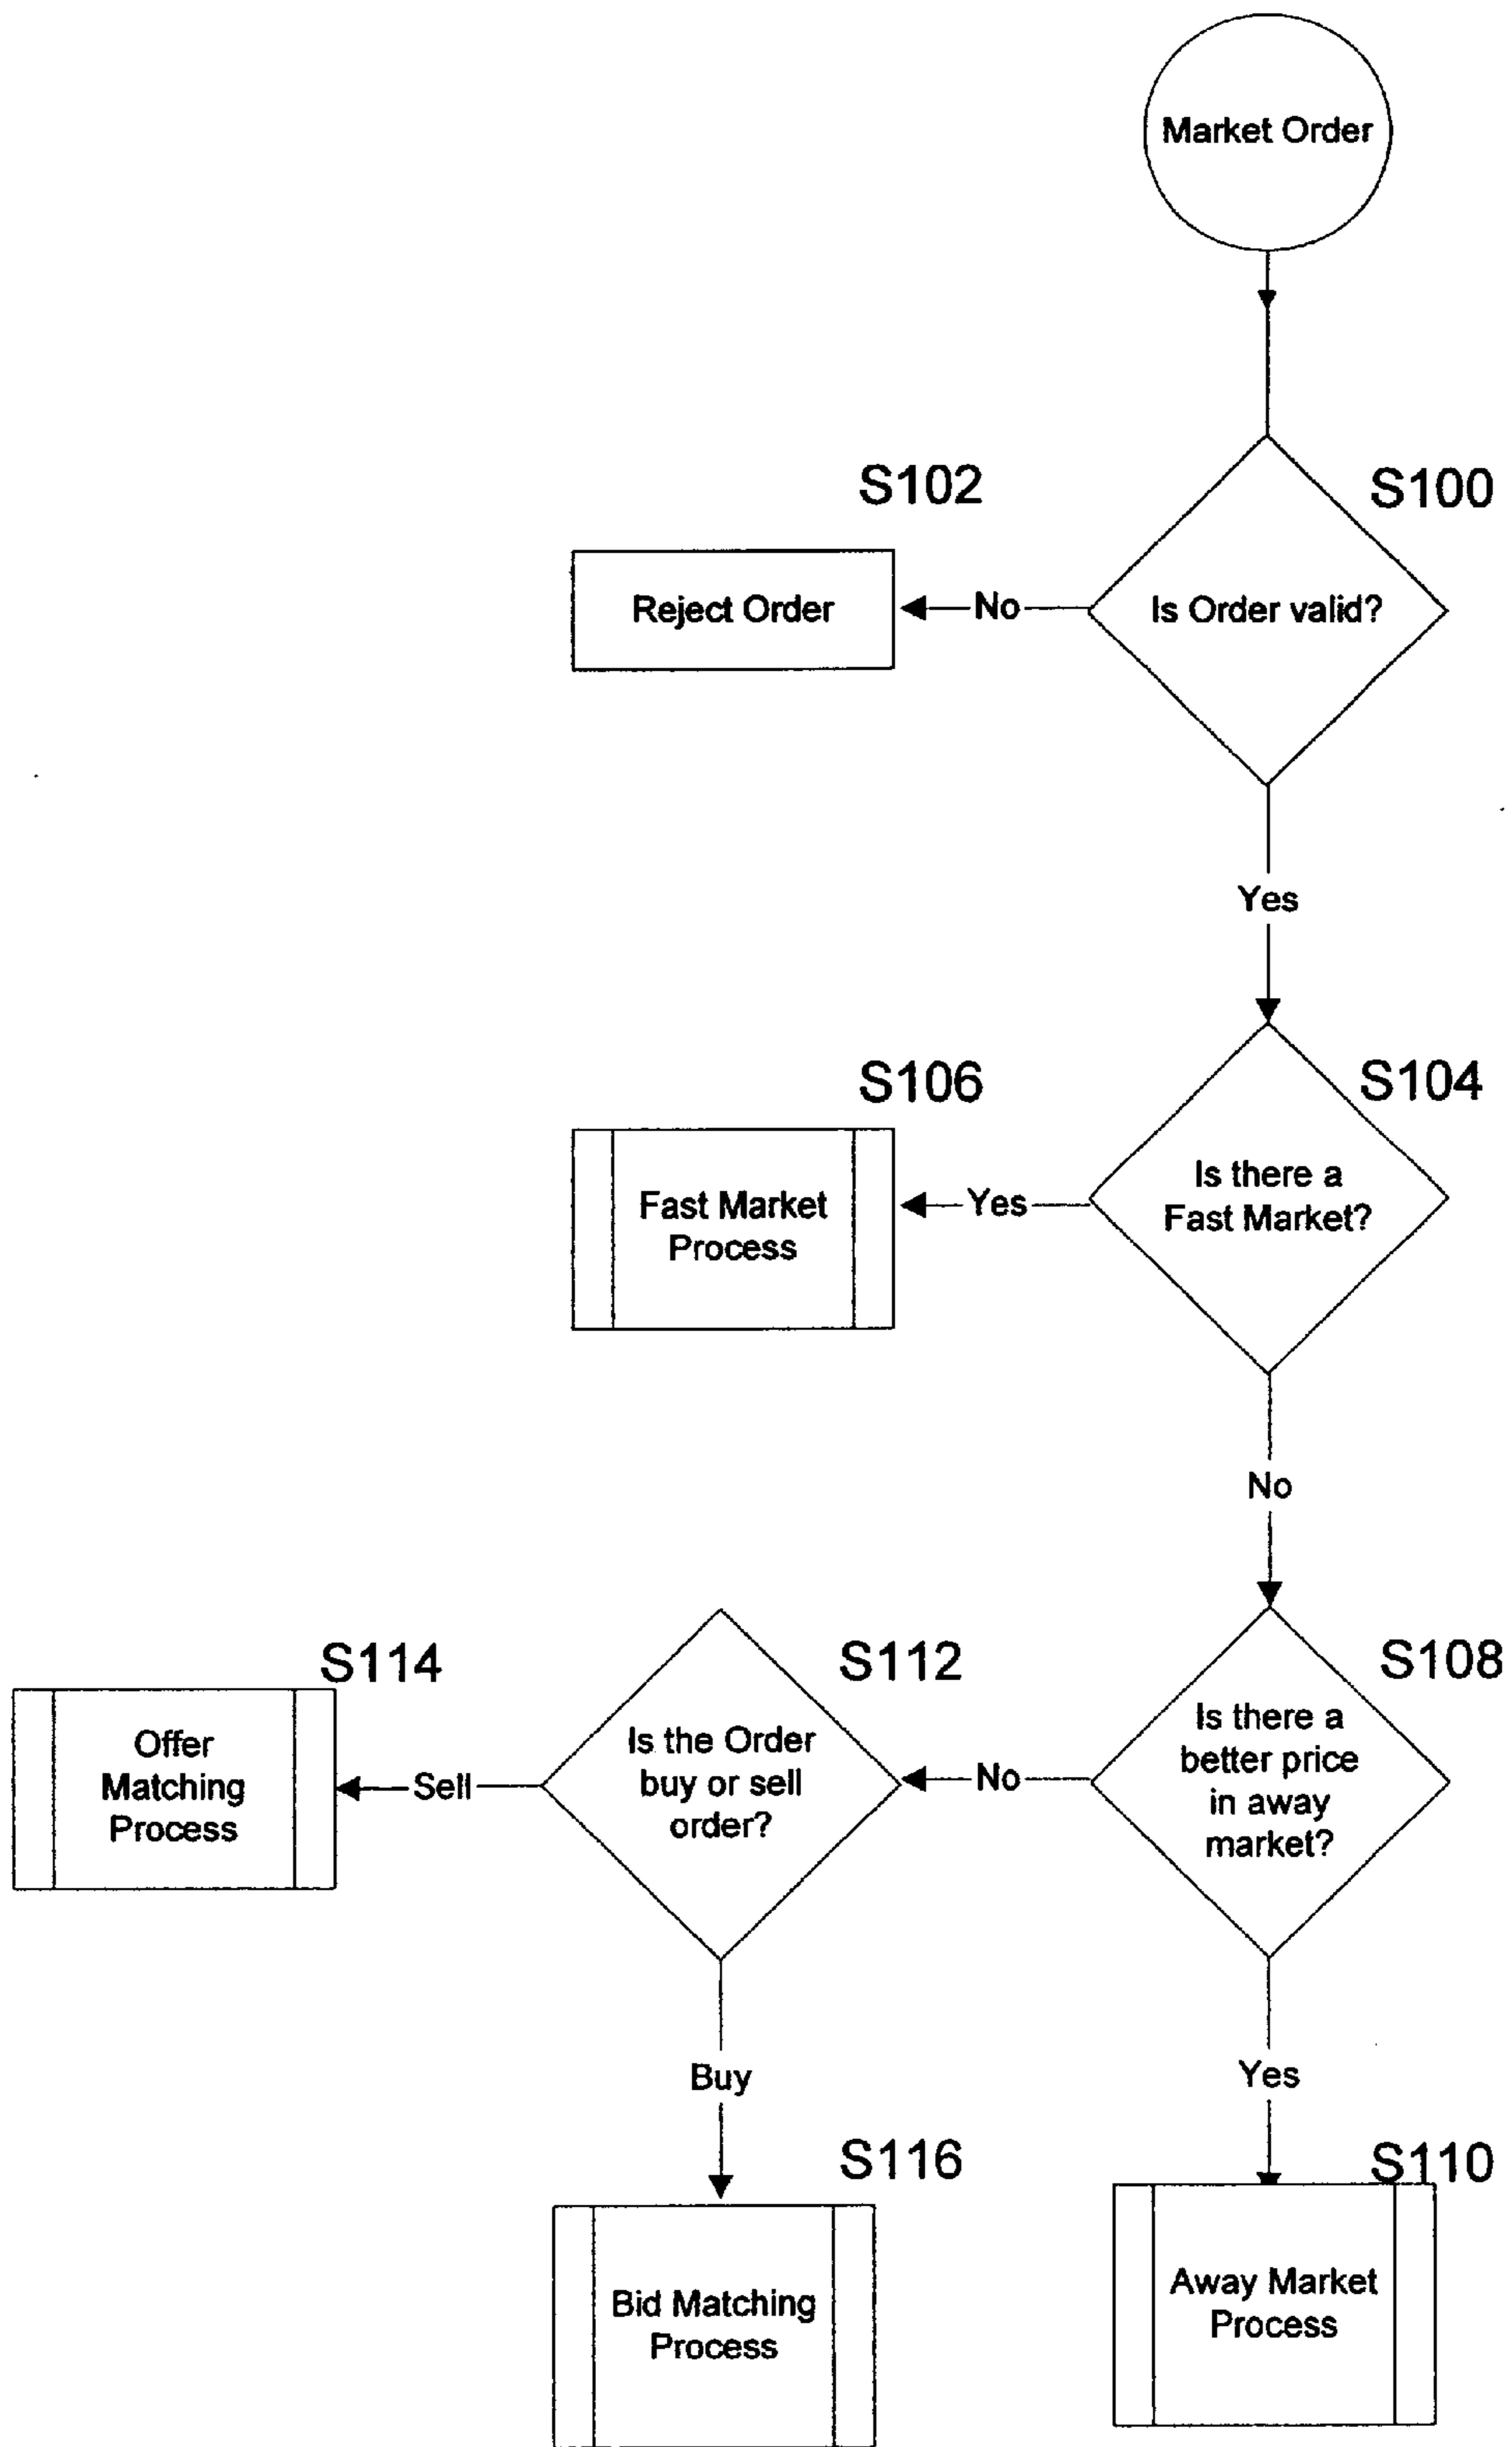 Market Order
S102
S100
Reject Order
No
Is Order valid?
Yes
S106
S104
Fast Market
Process
Yes
Is there a
Fast Market?
No
S114
S112
S108
Offer
Matching
Process
Sell
Is the Order
buy or sell
order?
No
Is there a
better price
in away
market?
Buy
Yes
S116
S110
Bid Matching
Process
Away Market
Process